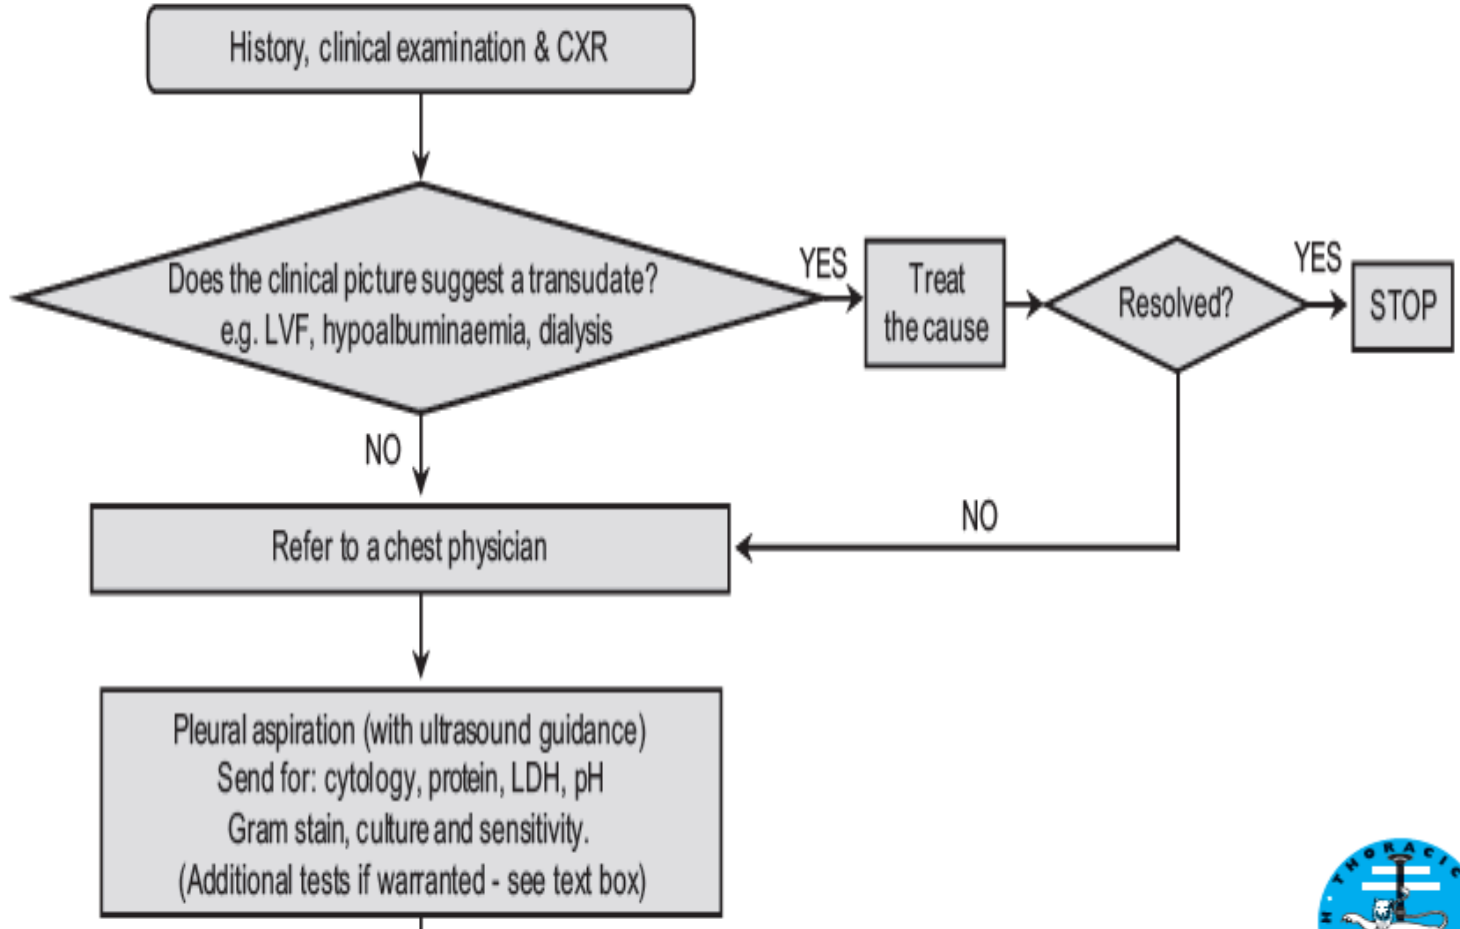 History, clinical examination & CXR
Does the clinical picture suggest a transudate?
e.g. LVF, hypoalbuminaemia, dialysis
YES
Treat
the cause
Resolved?
YES
STOP
NO
NO
Refer to a chest physician
Pleural aspiration (with ultrasound guidance)
Send for: cytology, protein, LDH, pH
Gram stain, culture and sensitivity.
(Additional tests if warranted - see text box)
H · THORACIC